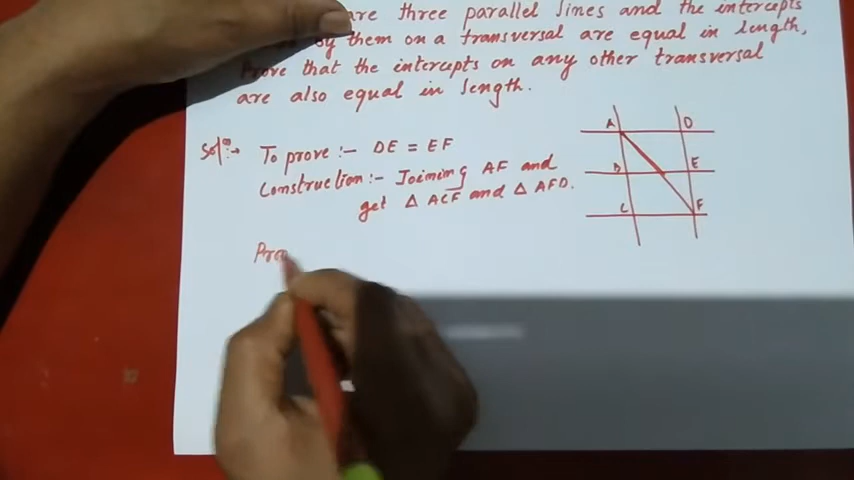 are three parallel lines and the intercepts
by them on a transversal are equal in length,
Prove that the intercepts on any other transversal
are also equal in length.
Solⁿ:→ To prove :- DE = EF
Construction :- Joining AF and
get △ ACF and △ AFD.
A D
B E
C F
Proo